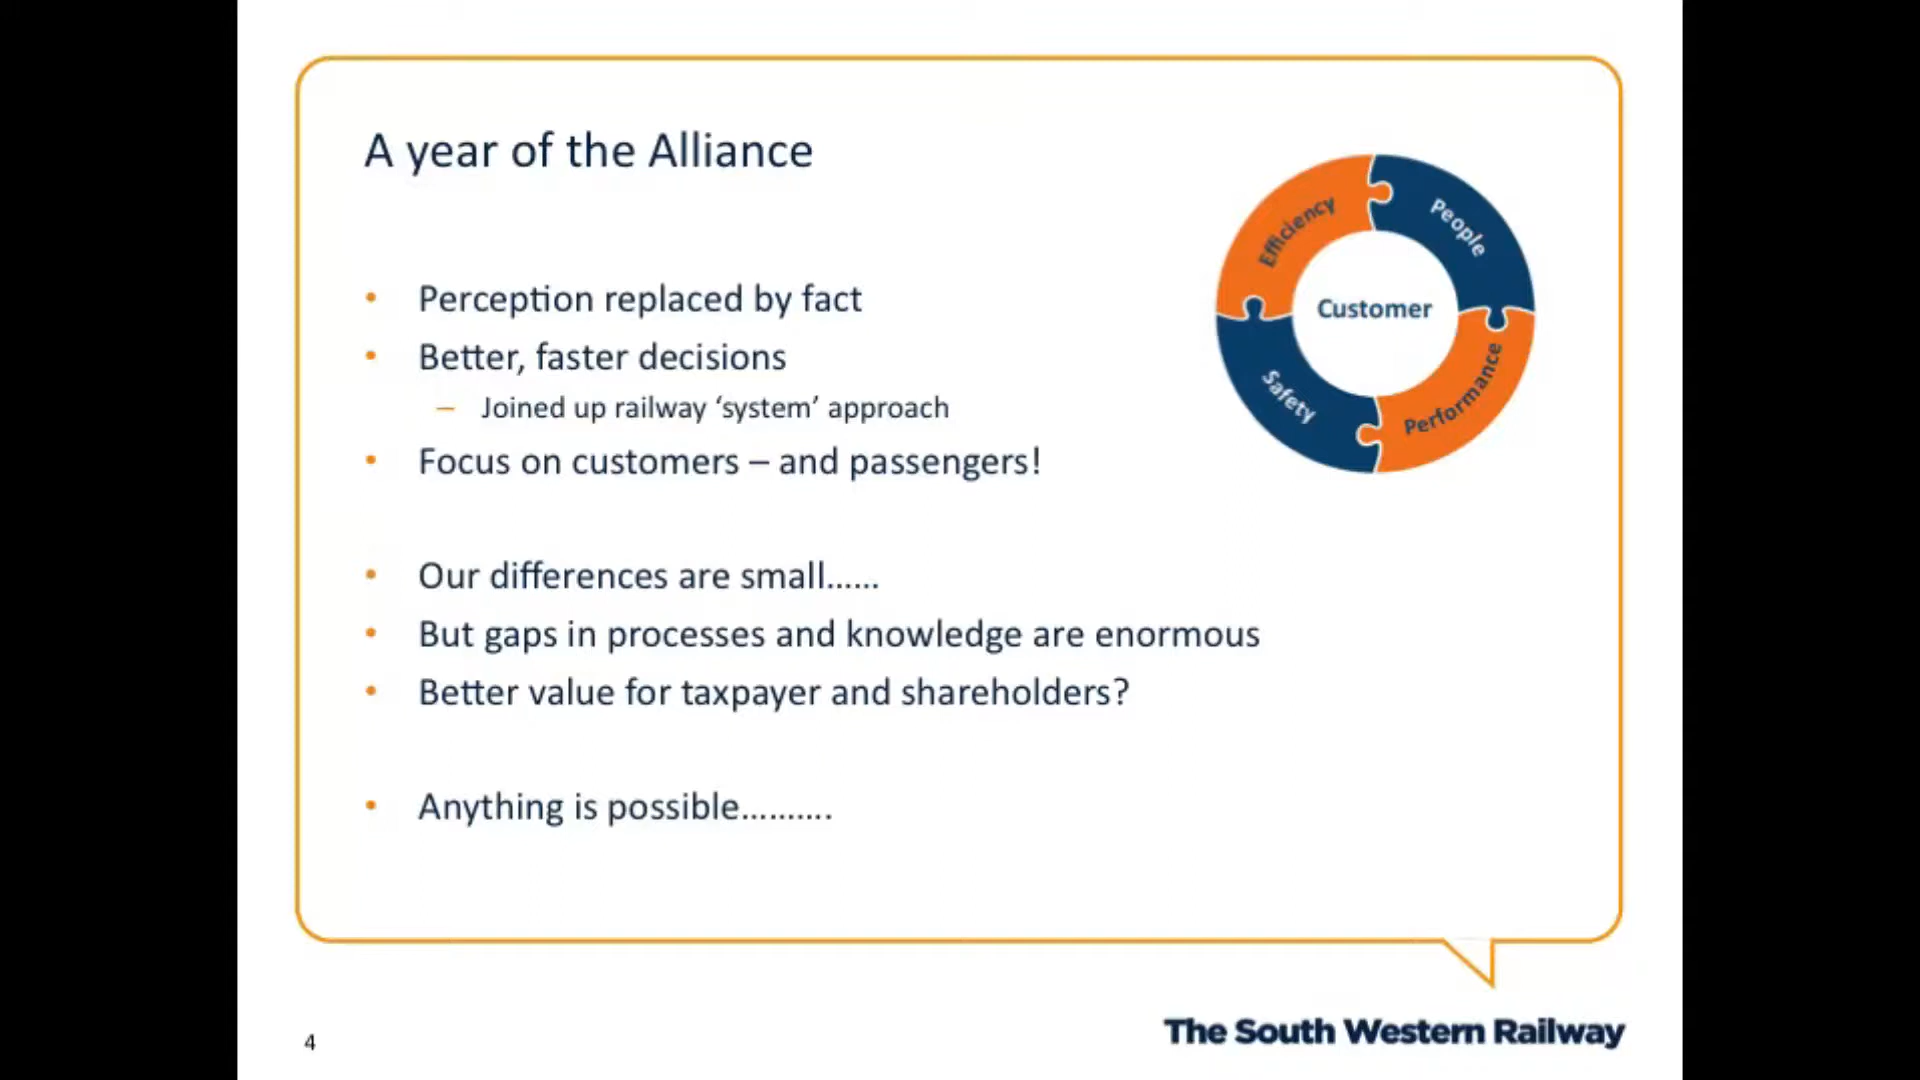 A year of the Alliance
• Perception replaced by fact
• Better, faster decisions
– Joined up railway ‘system’ approach
• Focus on customers – and passengers!
• Our differences are small......
• But gaps in processes and knowledge are enormous
• Better value for taxpayer and shareholders?
• Anything is possible..........
Efficiency
People
Customer
Safety
Performance
4
The South Western Railway